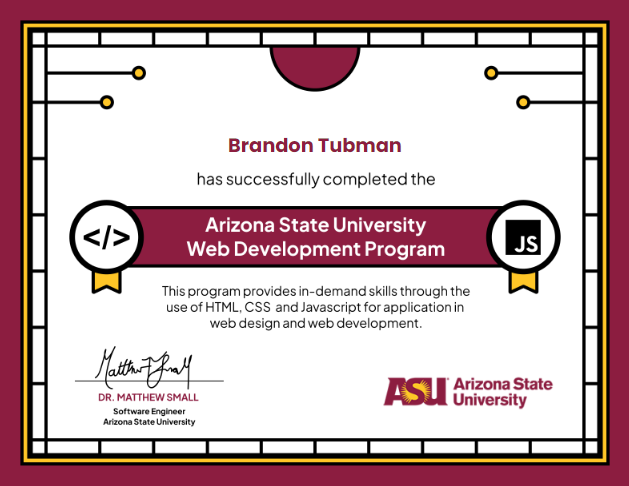 Brandon Tubman
has successfully completed the
Arizona State University
Web Development Program
</>
JS
This program provides in-demand skills through the
use of HTML, CSS and Javascript for application in
web design and web development.
Matthew J Small
DR. MATTHEW SMALL
Software Engineer
Arizona State University
ASU
Arizona State
University